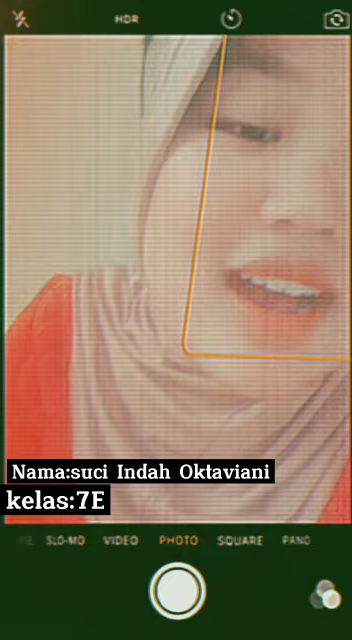 HDR
Nama:suci Indah Oktaviani
kelas:7E
SLO-MO VIDEO PHOTO SQUARE PANO